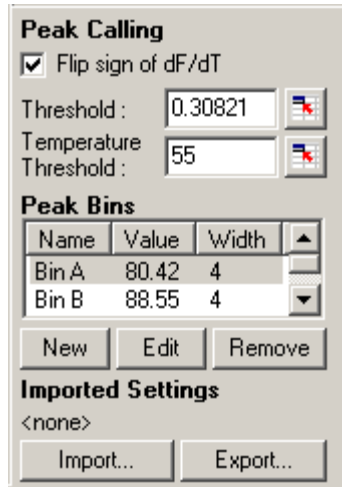 Peak Calling
Flip sign of dF/dT
Threshold : 0.30821
Temperature
Threshold : 55
Peak Bins
Name Value Width
Bin A 80.42 4
Bin B 88.55 4
New Edit Remove
Imported Settings
<none>
Import... Export...